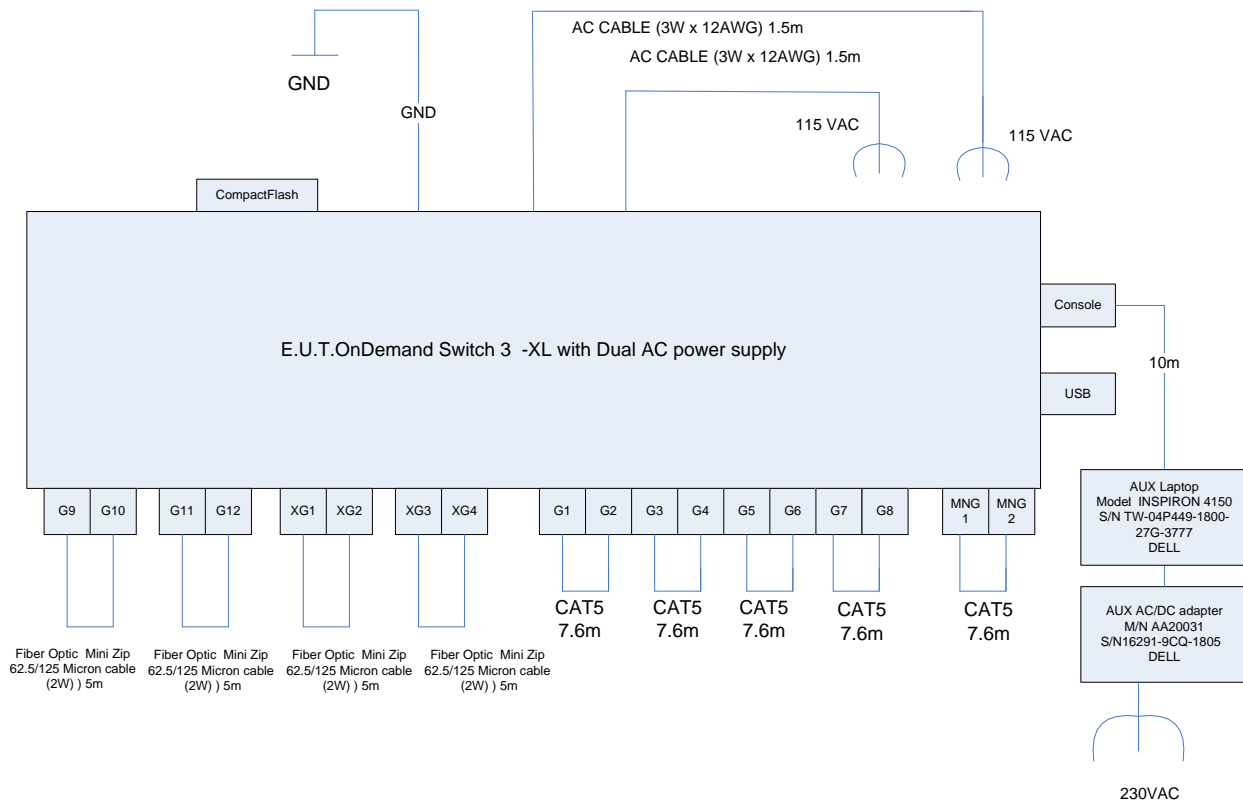 AC CABLE (3W x 12AWG) 1.5m
AC CABLE (3W x 12AWG) 1.5m
GND
GND
115 VAC
115 VAC
CompactFlash
Console
E.U.T.OnDemand Switch 3 -XL with Dual AC power supply
10m
USB
G9
G10
G11
G12
XG1
XG2
XG3
XG4
G1
G2
G3
G4
G5
G6
G7
G8
MNG
1
MNG
2
AUX Laptop
Model INSPIRON 4150
S/N TW-04P449-1800-
27G-3777
DELL
CAT5
7.6m
CAT5
7.6m
CAT5
7.6m
CAT5
7.6m
CAT5
7.6m
AUX AC/DC adapter
M/N AA20031
S/N16291-9CQ-1805
DELL
Fiber Optic Mini Zip
62.5/125 Micron cable
(2W) ) 5m
Fiber Optic Mini Zip
62.5/125 Micron cable
(2W) ) 5m
Fiber Optic Mini Zip
62.5/125 Micron cable
(2W) ) 5m
Fiber Optic Mini Zip
62.5/125 Micron cable
(2W) ) 5m
230VAC